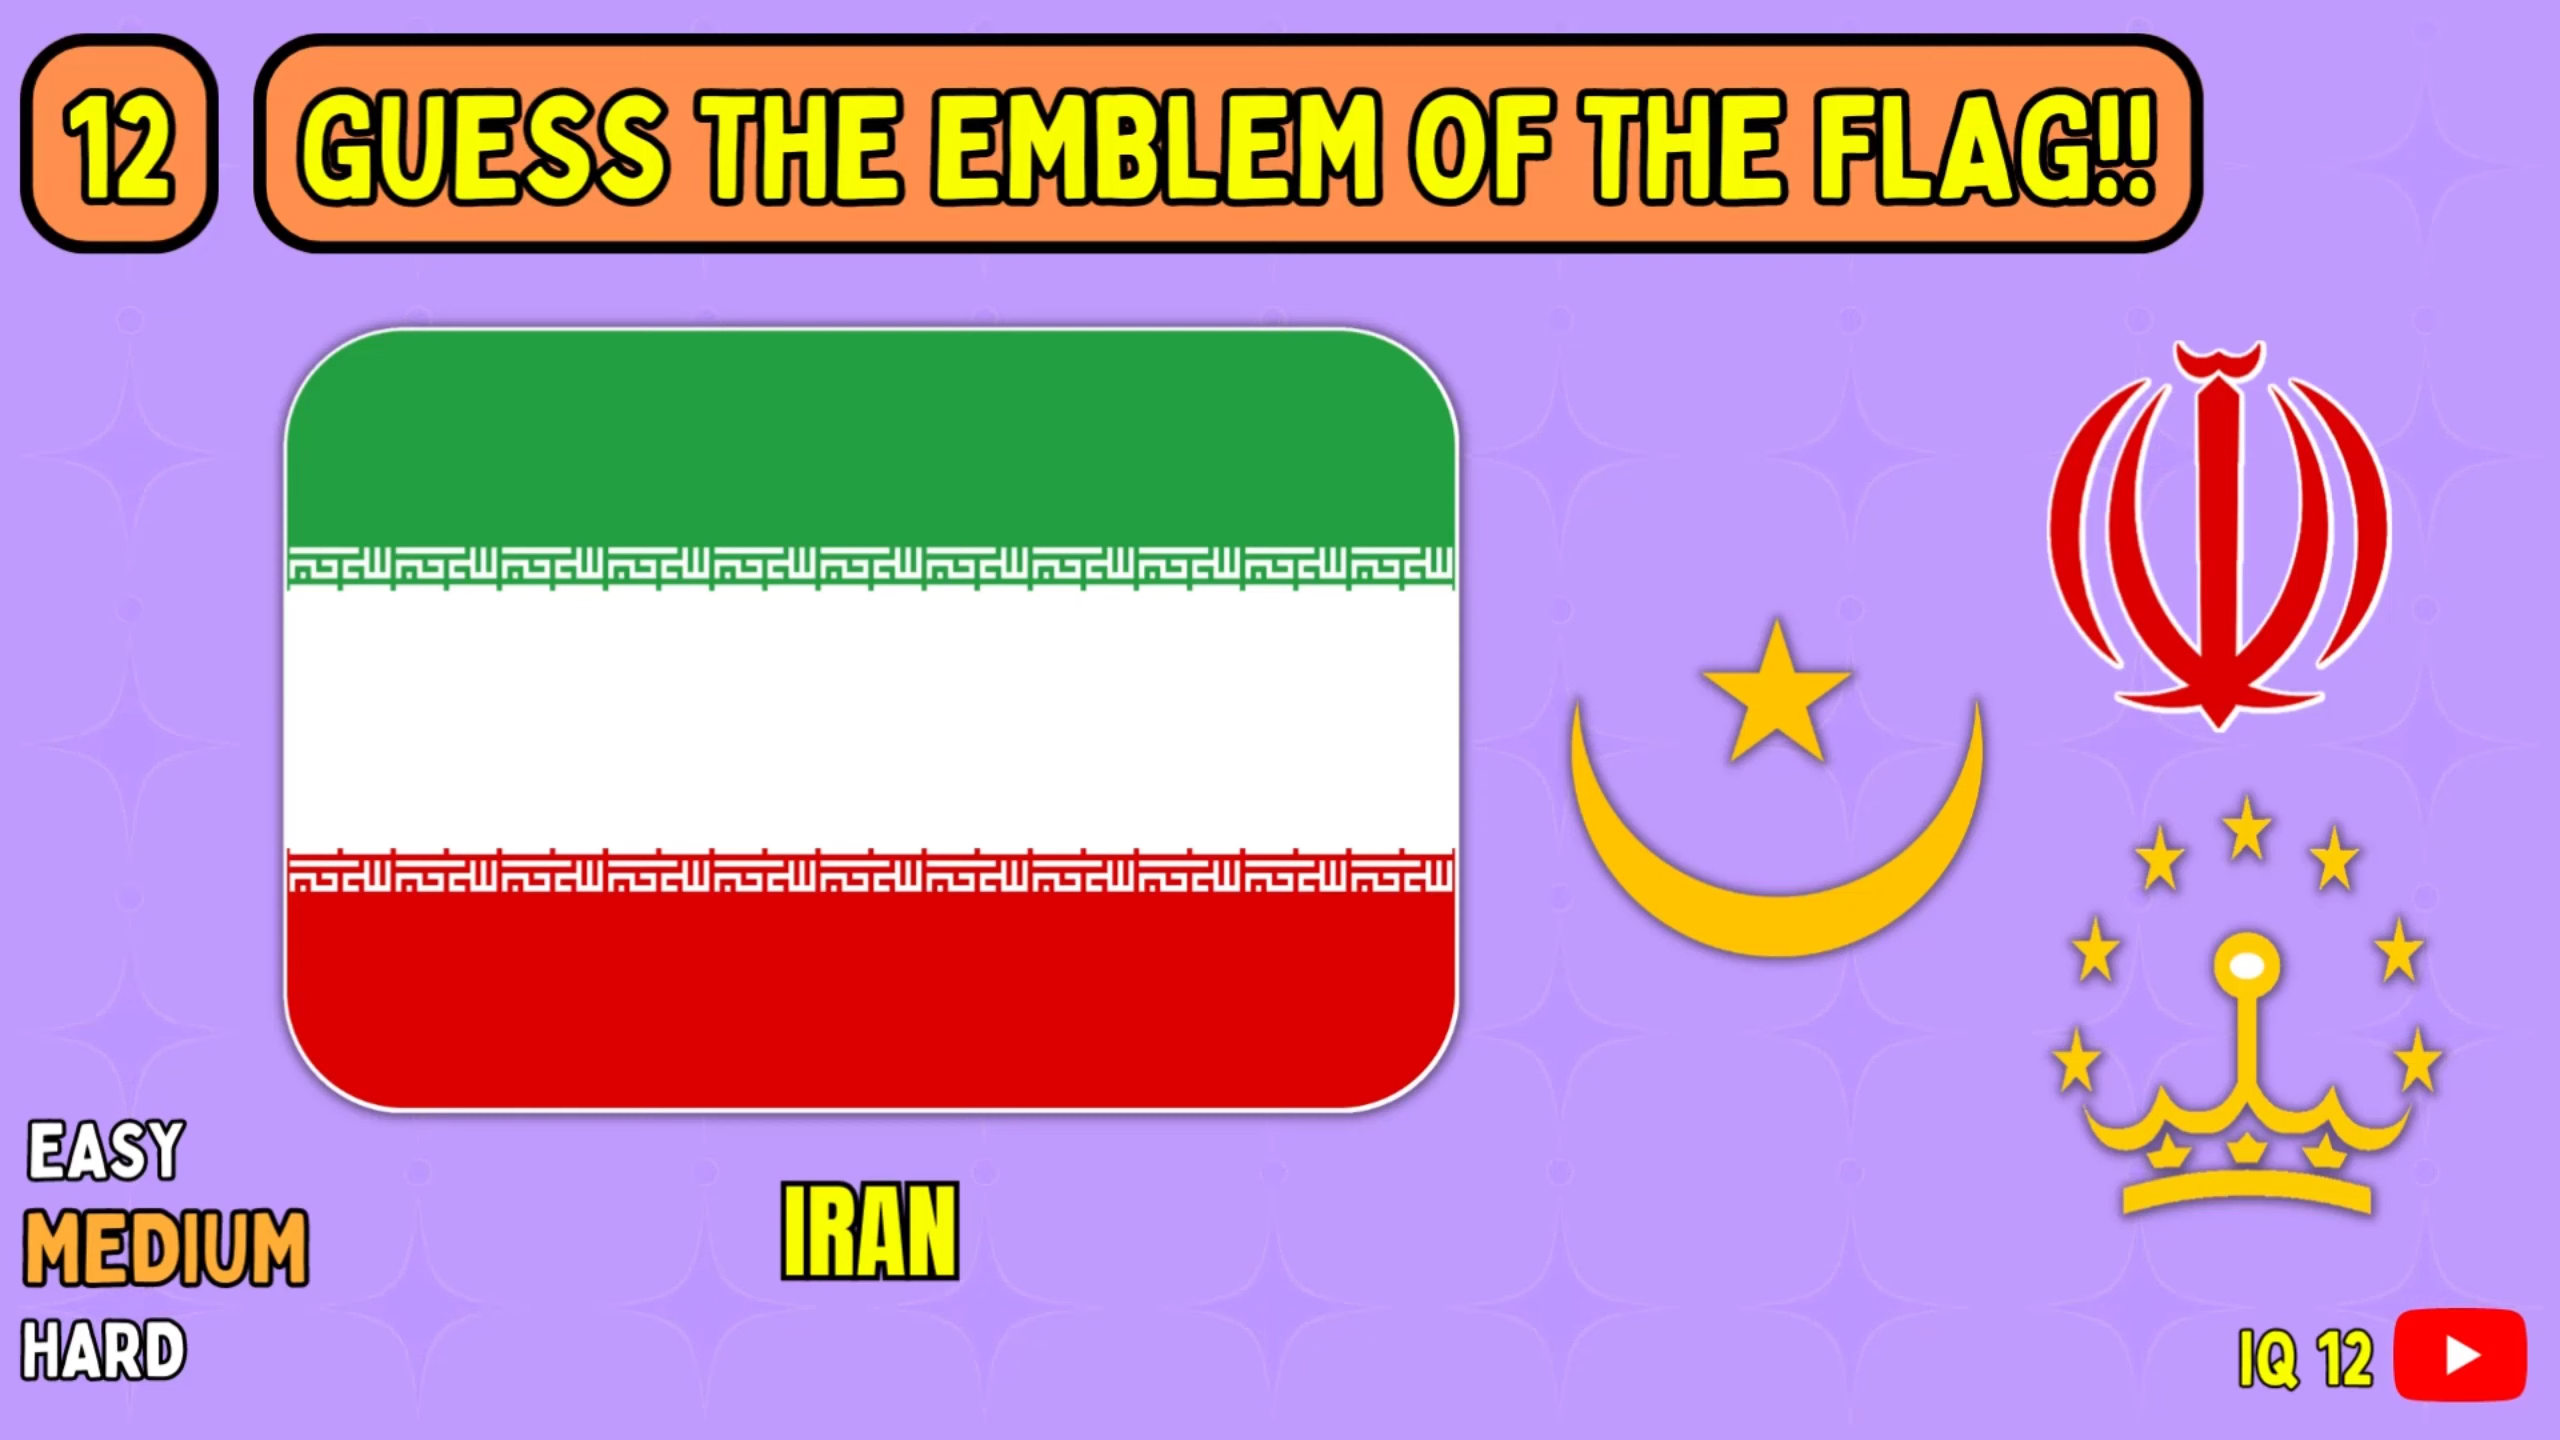 12
GUESS THE EMBLEM OF THE FLAG!!
EASY
MEDIUM
HARD
IRAN
IQ 12